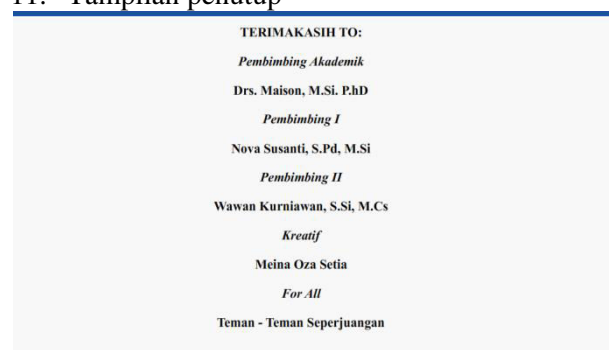 11. Tampilan penutup
TERIMAKASIH TO:
Pembimbing Akademik
Drs. Maison, M.Si. P.hD
Pembimbing I
Nova Susanti, S.Pd, M.Si
Pembimbing II
Wawan Kurniawan, S.Si, M.Cs
Kreatif
Meina Oza Setia
For All
Teman - Teman Seperjuangan